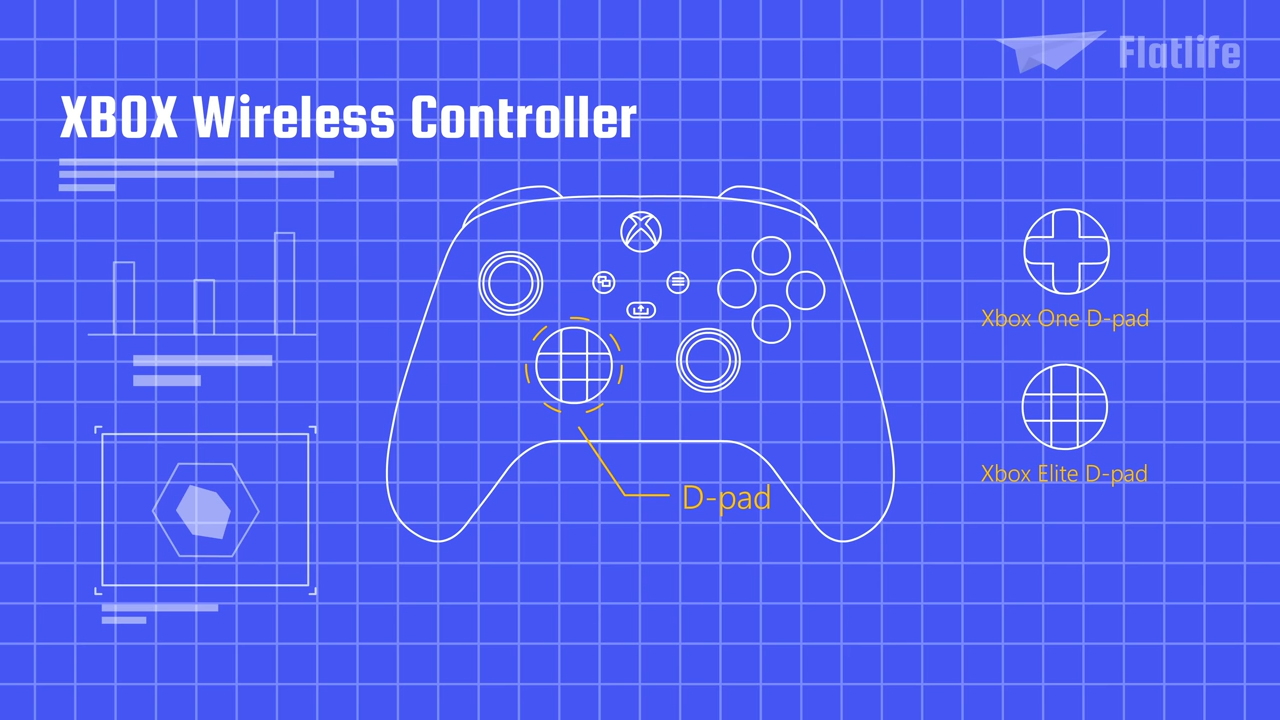 Flatlife
XBOX Wireless Controller
Xbox One D-pad
Xbox Elite D-pad
D-pad